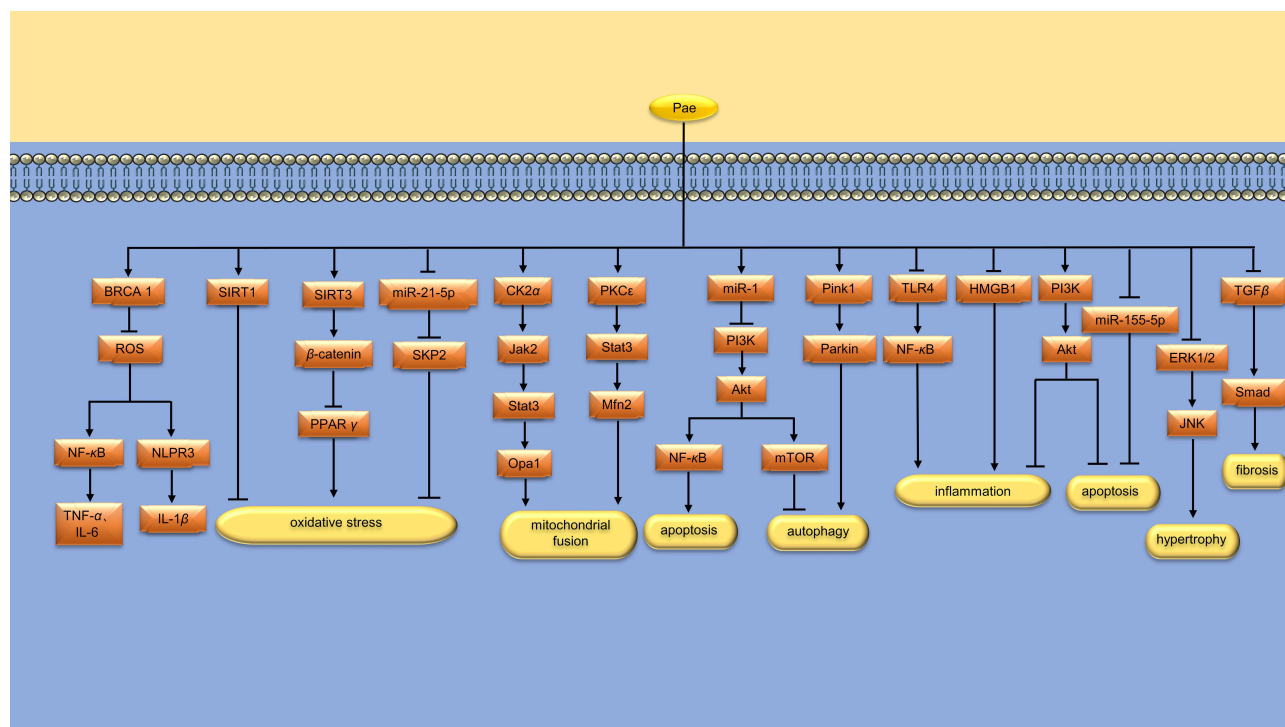 Pae
BRCA 1
SIRT1
SIRT3
miR-21-5p
CK2α
PKCε
miR-1
Pink1
TLR4
HMGB1
PI3K
miR-155-5p
ERK1/2
TGFβ
ROS
β-catenin
SKP2
Jak2
Stat3
PI3K
Parkin
NF-κB
Akt
JNK
Smad
NF-κB
NLPR3
PPAR γ
Stat3
Mfn2
Akt
Opa1
NF-κB
mTOR
TNF-α、
IL-6
IL-1β
oxidative stress
mitochondrial
fusion
apoptosis
autophagy
inflammation
apoptosis
hypertrophy
fibrosis